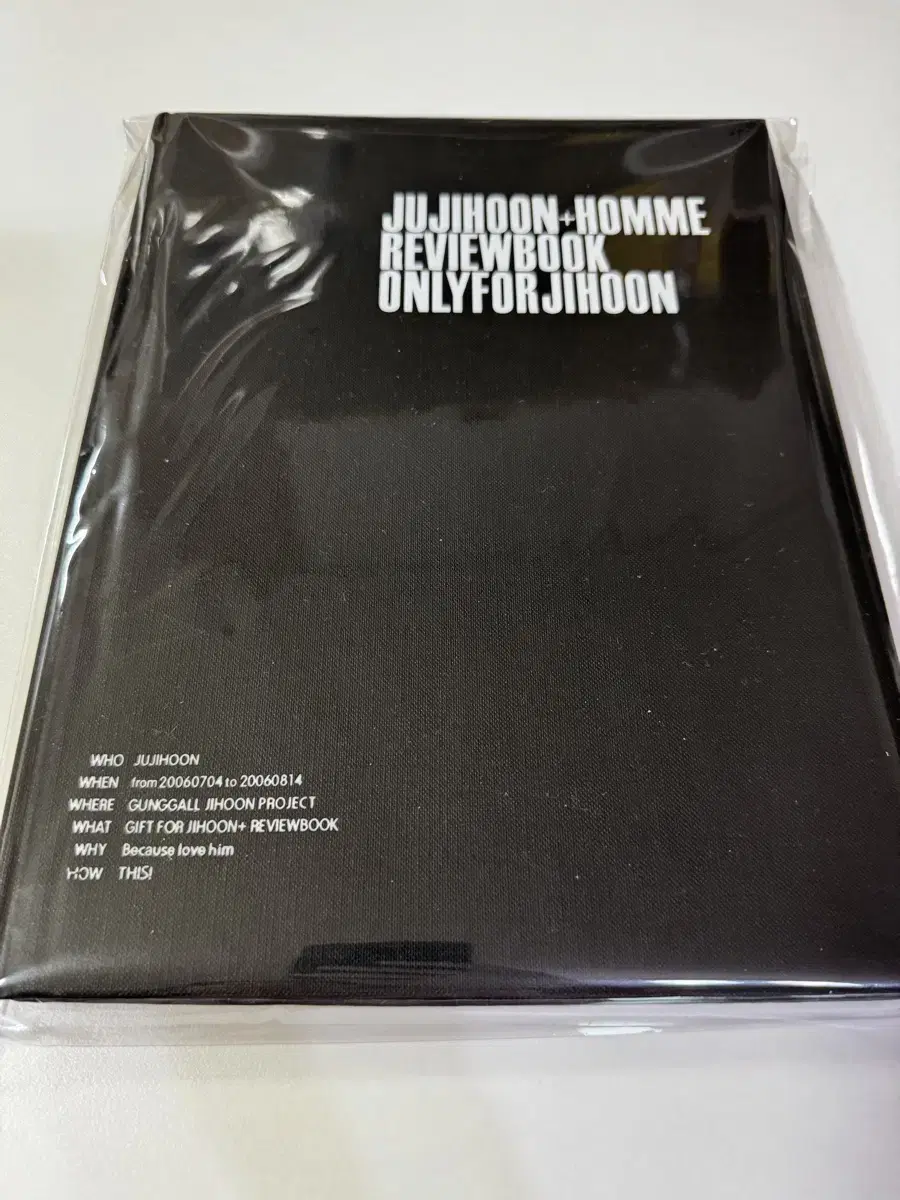 JUJIHOON+HOMME
REVIEWBOOK
ONLYFORJIHOON
WHO JUJIHOON
WHEN from 20060704 to 20060814
WHERE GUNGGALL JIHOON PROJECT
WHAT GIFT FOR JIHOON+ REVIEWBOOK
WHY Because love him
HOW THIS!